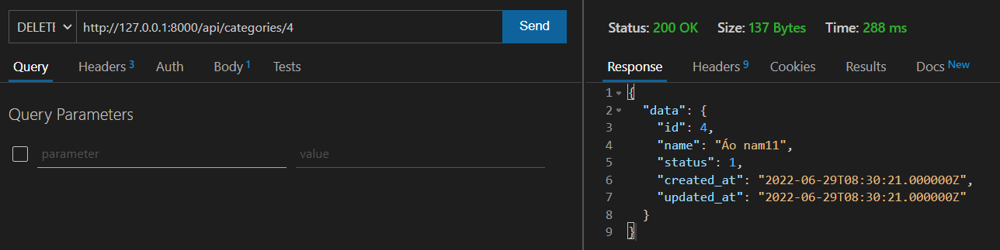 DELETE http://127.0.0.1:8000/api/categories/4 Send
Query Headers 3 Auth Body 1 Tests
Query Parameters
parameter value
Status: 200 OK Size: 137 Bytes Time: 288 ms
Response Headers 9 Cookies Results Docs New
1 {
2 "data": {
3 "id": 4,
4 "name": "Áo nam11",
5 "status": 1,
6 "created_at": "2022-06-29T08:30:21.000000Z",
7 "updated_at": "2022-06-29T08:30:21.000000Z"
8 }
9 }